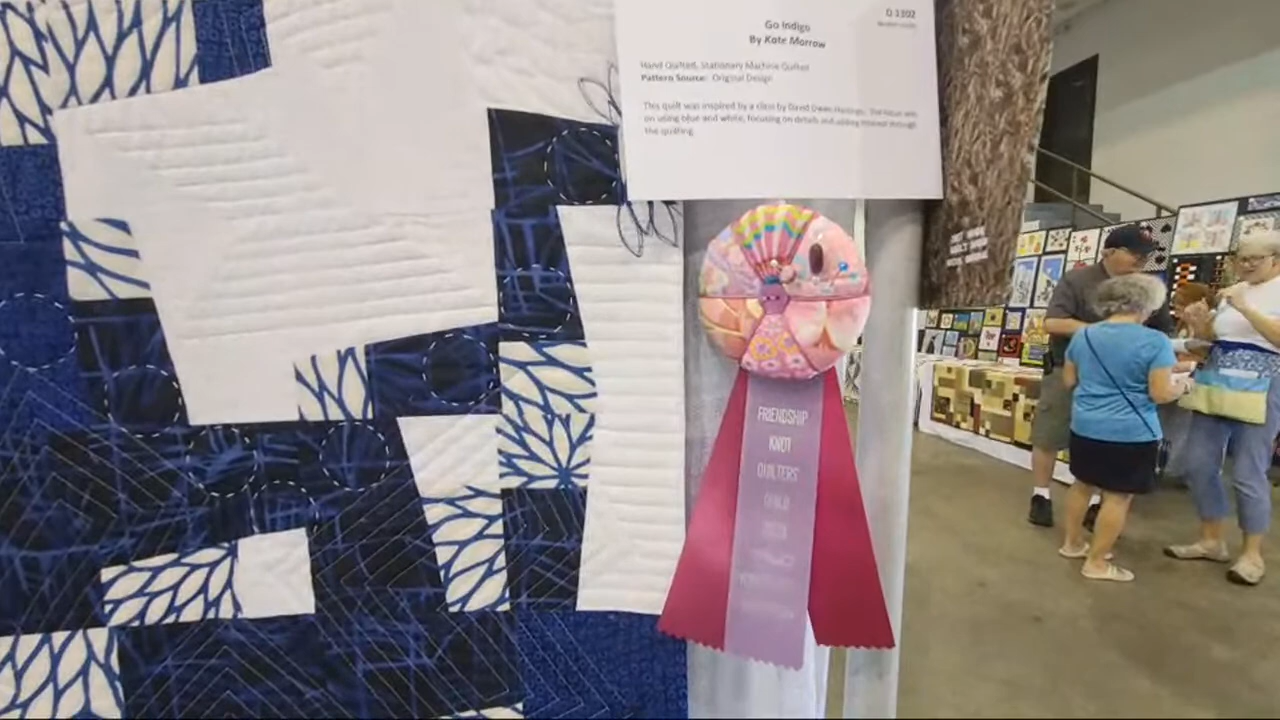 Q 1302
Go Indigo
By Kate Morrow
Hand Quilted, Stationary Machine Quilted
Pattern Source: Original Design
This quilt was inspired by a class by David Owen Hastings. The focus was
on using blue and white, focusing on details and adding interest through
the quilting.
FRIENDSHIP
KNOT
QUILTERS'
GUILD